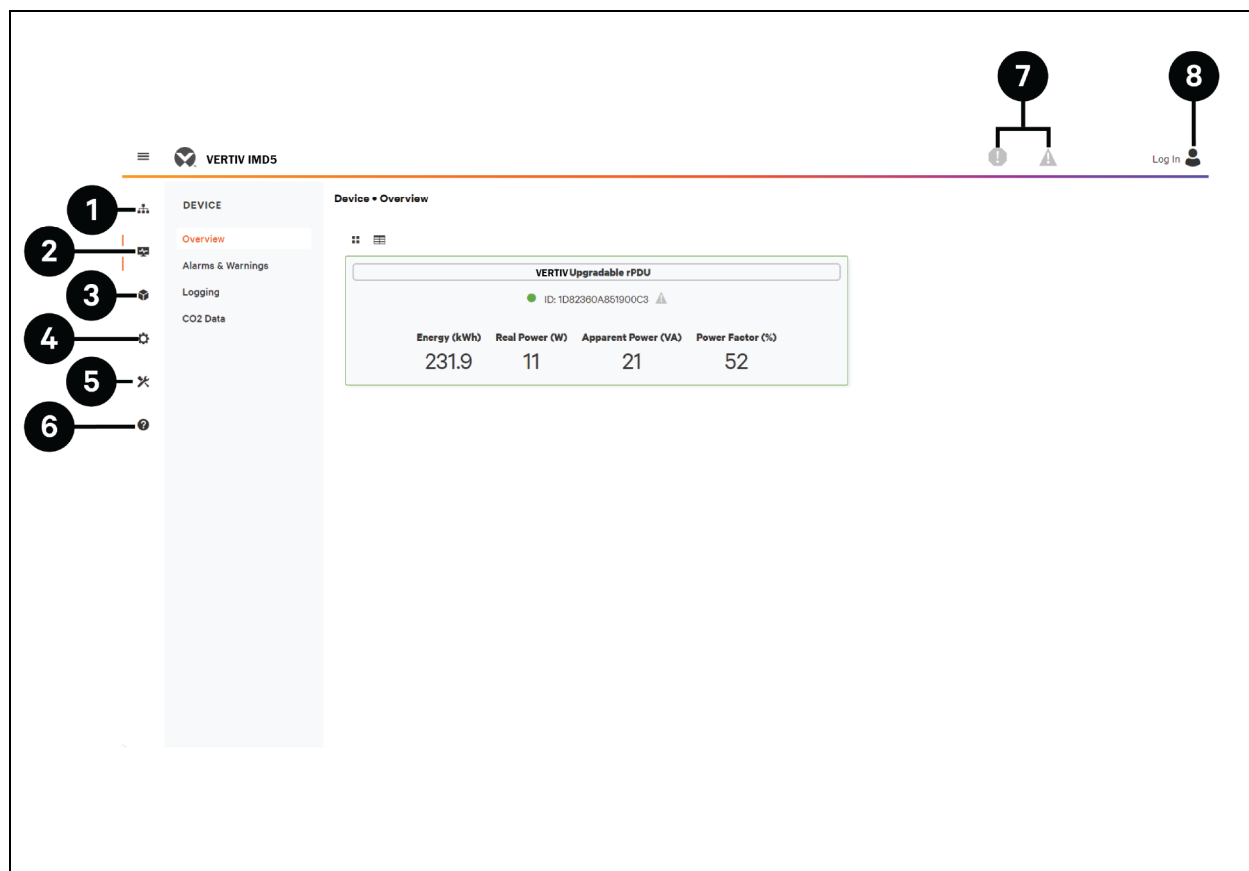 7
8
VERTIV IMD5
Log In
1
DEVICE
Device • Overview
2
Overview
Alarms & Warnings
VERTIV Upgradable rPDU
3
Logging
ID: 1D82360A851900C3
4
CO2 Data
Energy (kWh) Real Power (W) Apparent Power (VA) Power Factor (%)
231.9 11 21 52
5
6